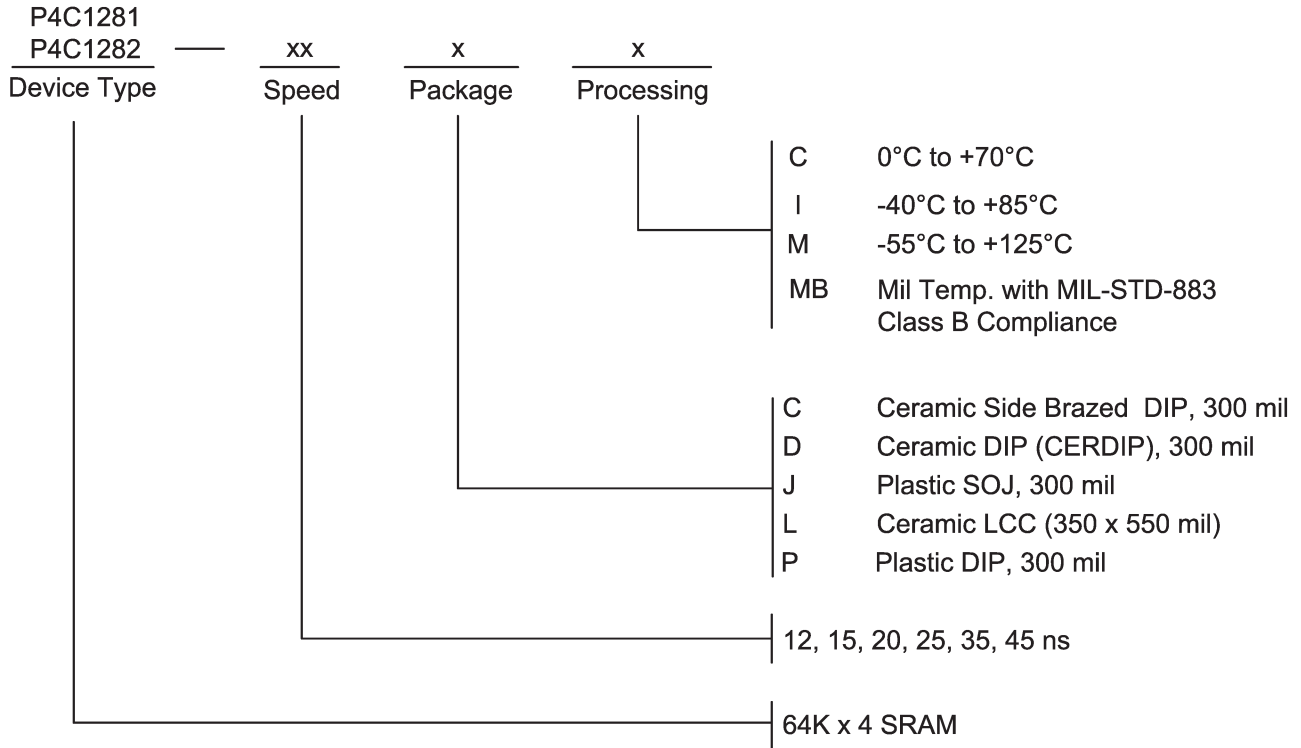 P4C1281
P4C1282 xx x x
Device Type Speed Package Processing
C 0°C to +70°C
I -40°C to +85°C
M -55°C to +125°C
MB Mil Temp. with MIL-STD-883
Class B Compliance
C Ceramic Side Brazed DIP, 300 mil
D Ceramic DIP (CERDIP), 300 mil
J Plastic SOJ, 300 mil
L Ceramic LCC (350 x 550 mil)
P Plastic DIP, 300 mil
12, 15, 20, 25, 35, 45 ns
64K x 4 SRAM